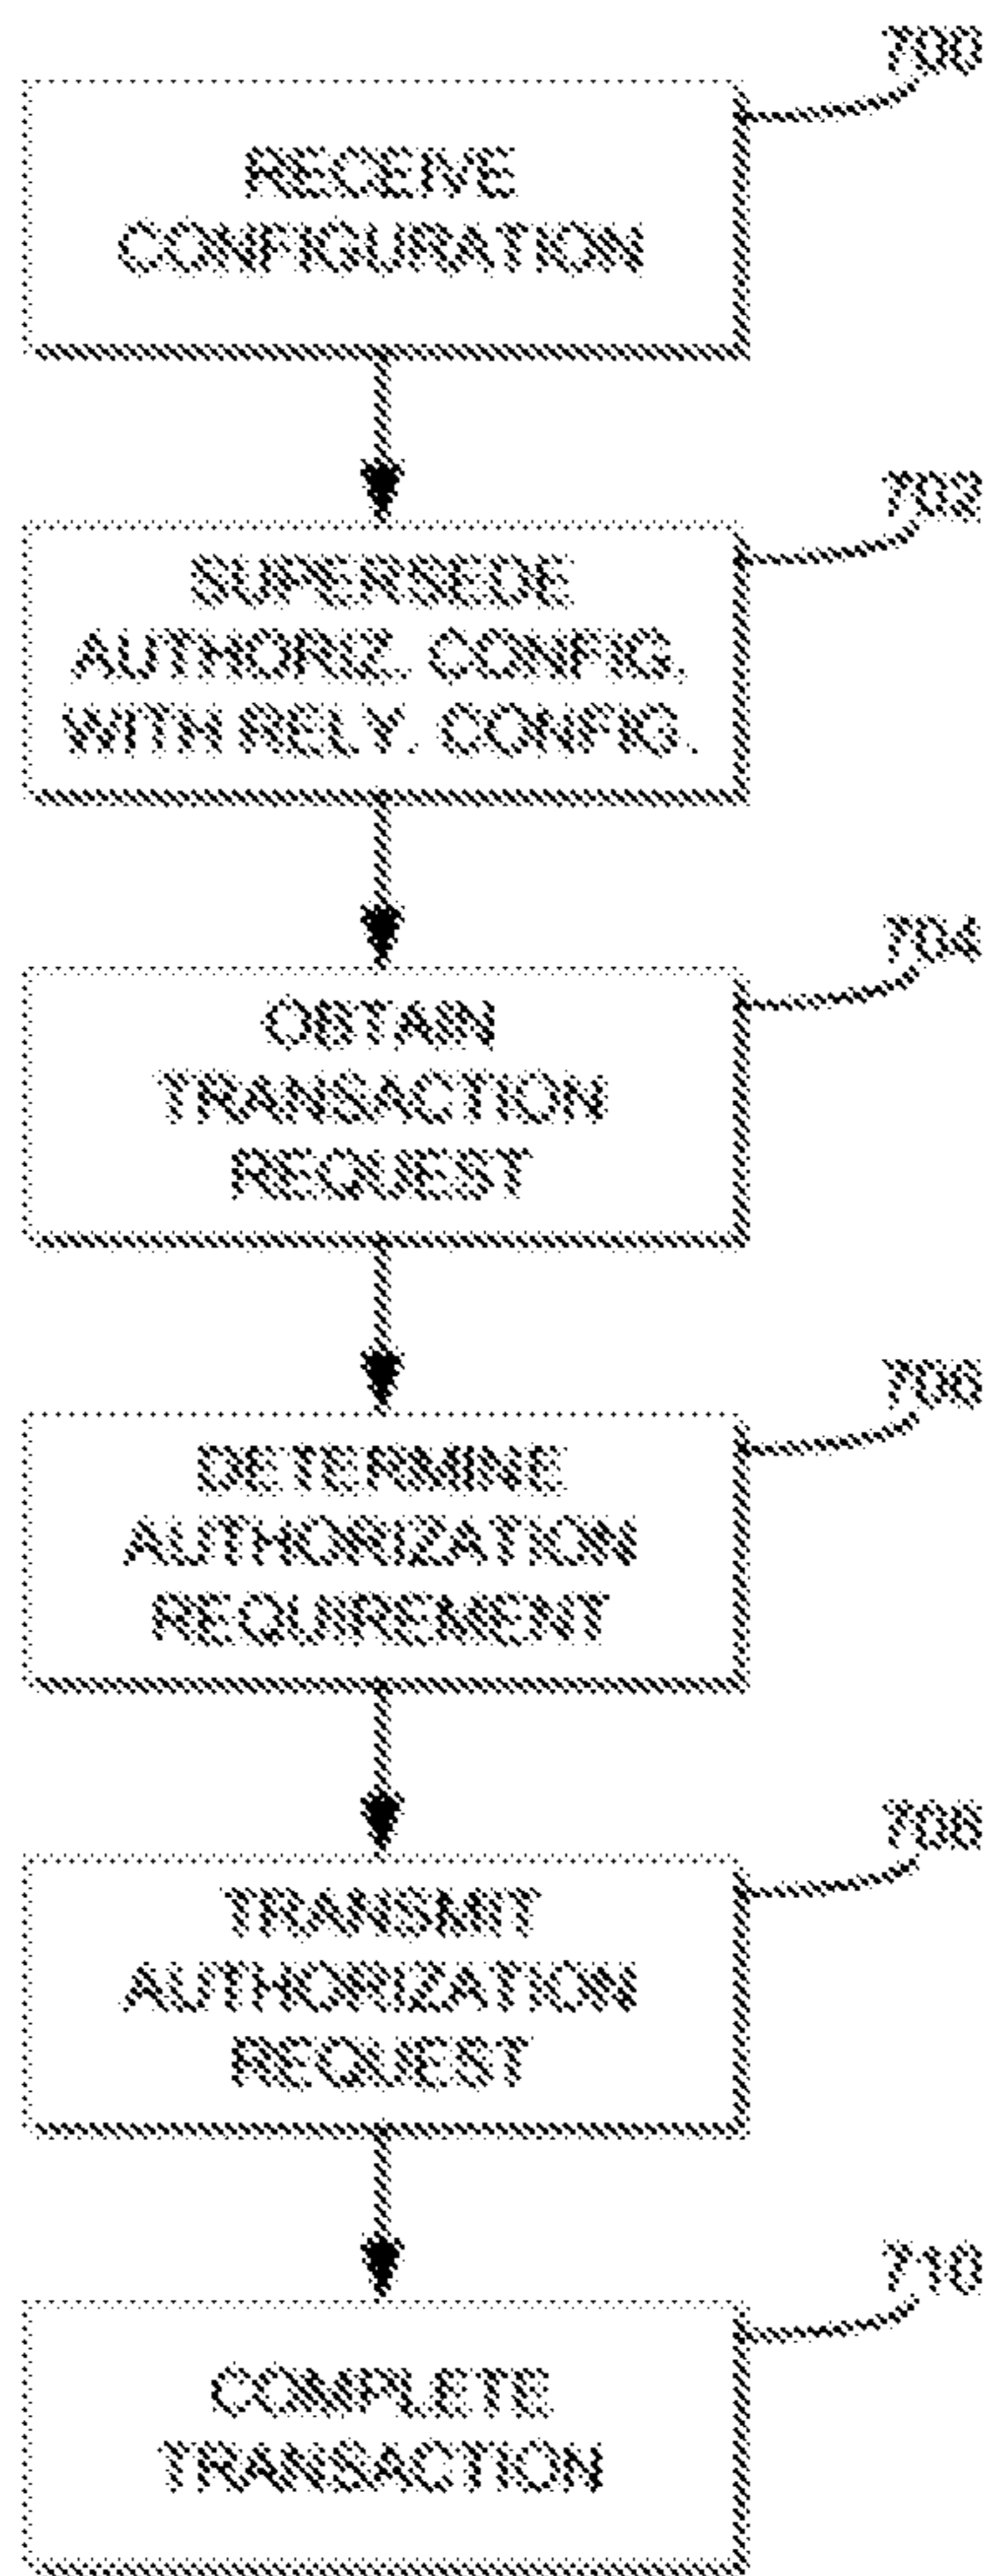 700
RECEIVE
CONFIGURATION
702
SUPERSEDE
AUTHORIZ. CONFIG.
WITH RELY. CONFIG.
704
OBTAIN
TRANSACTION
REQUEST
706
DETERMINE
AUTHORIZATION
REQUIREMENT
708
TRANSMIT
AUTHORIZATION
REQUEST
710
COMPLETE
TRANSACTION